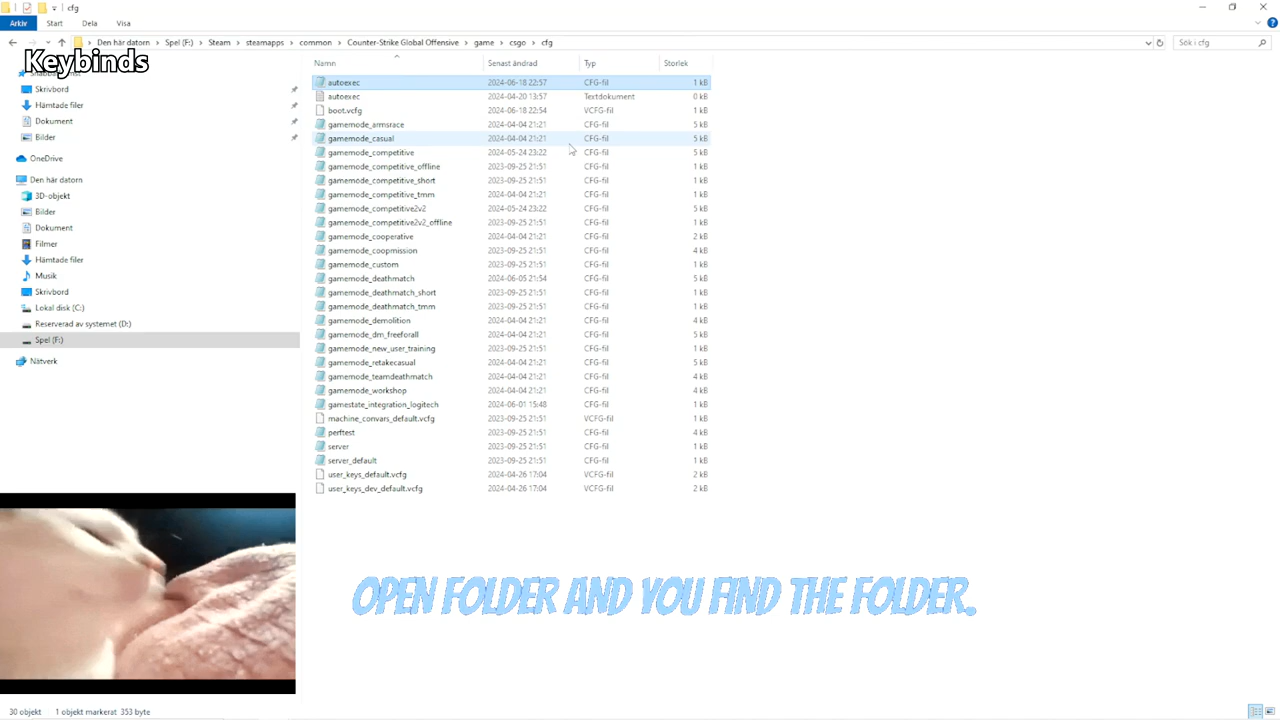 cfg
Arkiv Start Dela Visa
Den här datorn > Spel (F:) > Steam > steamapps > common > Counter-Strike Global Offensive > game > csgo > cfg
Sök i cfg
Keybinds
Skrivbord
Hämtade filer
Dokument
Bilder
OneDrive
Den här datorn
3D-objekt
Bilder
Dokument
Filmer
Hämtade filer
Musik
Skrivbord
Lokal disk (C:)
Reserverad av systemet (D:)
Spel (F:)
Nätverk
Namn Senast ändrad Typ Storlek
autoexec 2024-06-18 22:57 CFG-fil 1 kB
autoexec 2024-04-20 13:57 Textdokument 0 kB
boot.vcfg 2024-06-18 22:54 VCFG-fil 1 kB
gamemode_armsrace 2024-04-04 21:21 CFG-fil 5 kB
gamemode_casual 2024-04-04 21:21 CFG-fil 5 kB
gamemode_competitive 2024-05-24 23:22 CFG-fil 5 kB
gamemode_competitive_offline 2023-09-25 21:51 CFG-fil 1 kB
gamemode_competitive_short 2023-09-25 21:51 CFG-fil 1 kB
gamemode_competitive_tmm 2024-04-04 21:21 CFG-fil 1 kB
gamemode_competitive2v2 2024-05-24 23:22 CFG-fil 5 kB
gamemode_competitive2v2_offline 2023-09-25 21:51 CFG-fil 1 kB
gamemode_cooperative 2024-04-04 21:21 CFG-fil 2 kB
gamemode_coopmission 2023-09-25 21:51 CFG-fil 4 kB
gamemode_custom 2023-09-25 21:51 CFG-fil 1 kB
gamemode_deathmatch 2024-06-05 21:54 CFG-fil 5 kB
gamemode_deathmatch_short 2023-09-25 21:51 CFG-fil 1 kB
gamemode_deathmatch_tmm 2023-09-25 21:51 CFG-fil 1 kB
gamemode_demolition 2024-04-04 21:21 CFG-fil 4 kB
gamemode_dm_freeforall 2024-04-04 21:21 CFG-fil 5 kB
gamemode_new_user_training 2023-09-25 21:51 CFG-fil 1 kB
gamemode_retakecasual 2024-04-04 21:21 CFG-fil 5 kB
gamemode_teamdeathmatch 2024-04-04 21:21 CFG-fil 4 kB
gamemode_workshop 2024-04-04 21:21 CFG-fil 4 kB
gamestate_integration_logitech 2024-06-01 15:48 CFG-fil 1 kB
machine_convars_default.vcfg 2023-09-25 21:51 VCFG-fil 1 kB
perftest 2023-09-25 21:51 CFG-fil 4 kB
server 2023-09-25 21:51 CFG-fil 1 kB
server_default 2023-09-25 21:51 CFG-fil 1 kB
user_keys_default.vcfg 2024-04-26 17:04 VCFG-fil 2 kB
user_keys_dev_default.vcfg 2024-04-26 17:04 VCFG-fil 2 kB
OPEN FOLDER AND YOU FIND THE FOLDER.
30 objekt 1 objekt markerat 353 byte